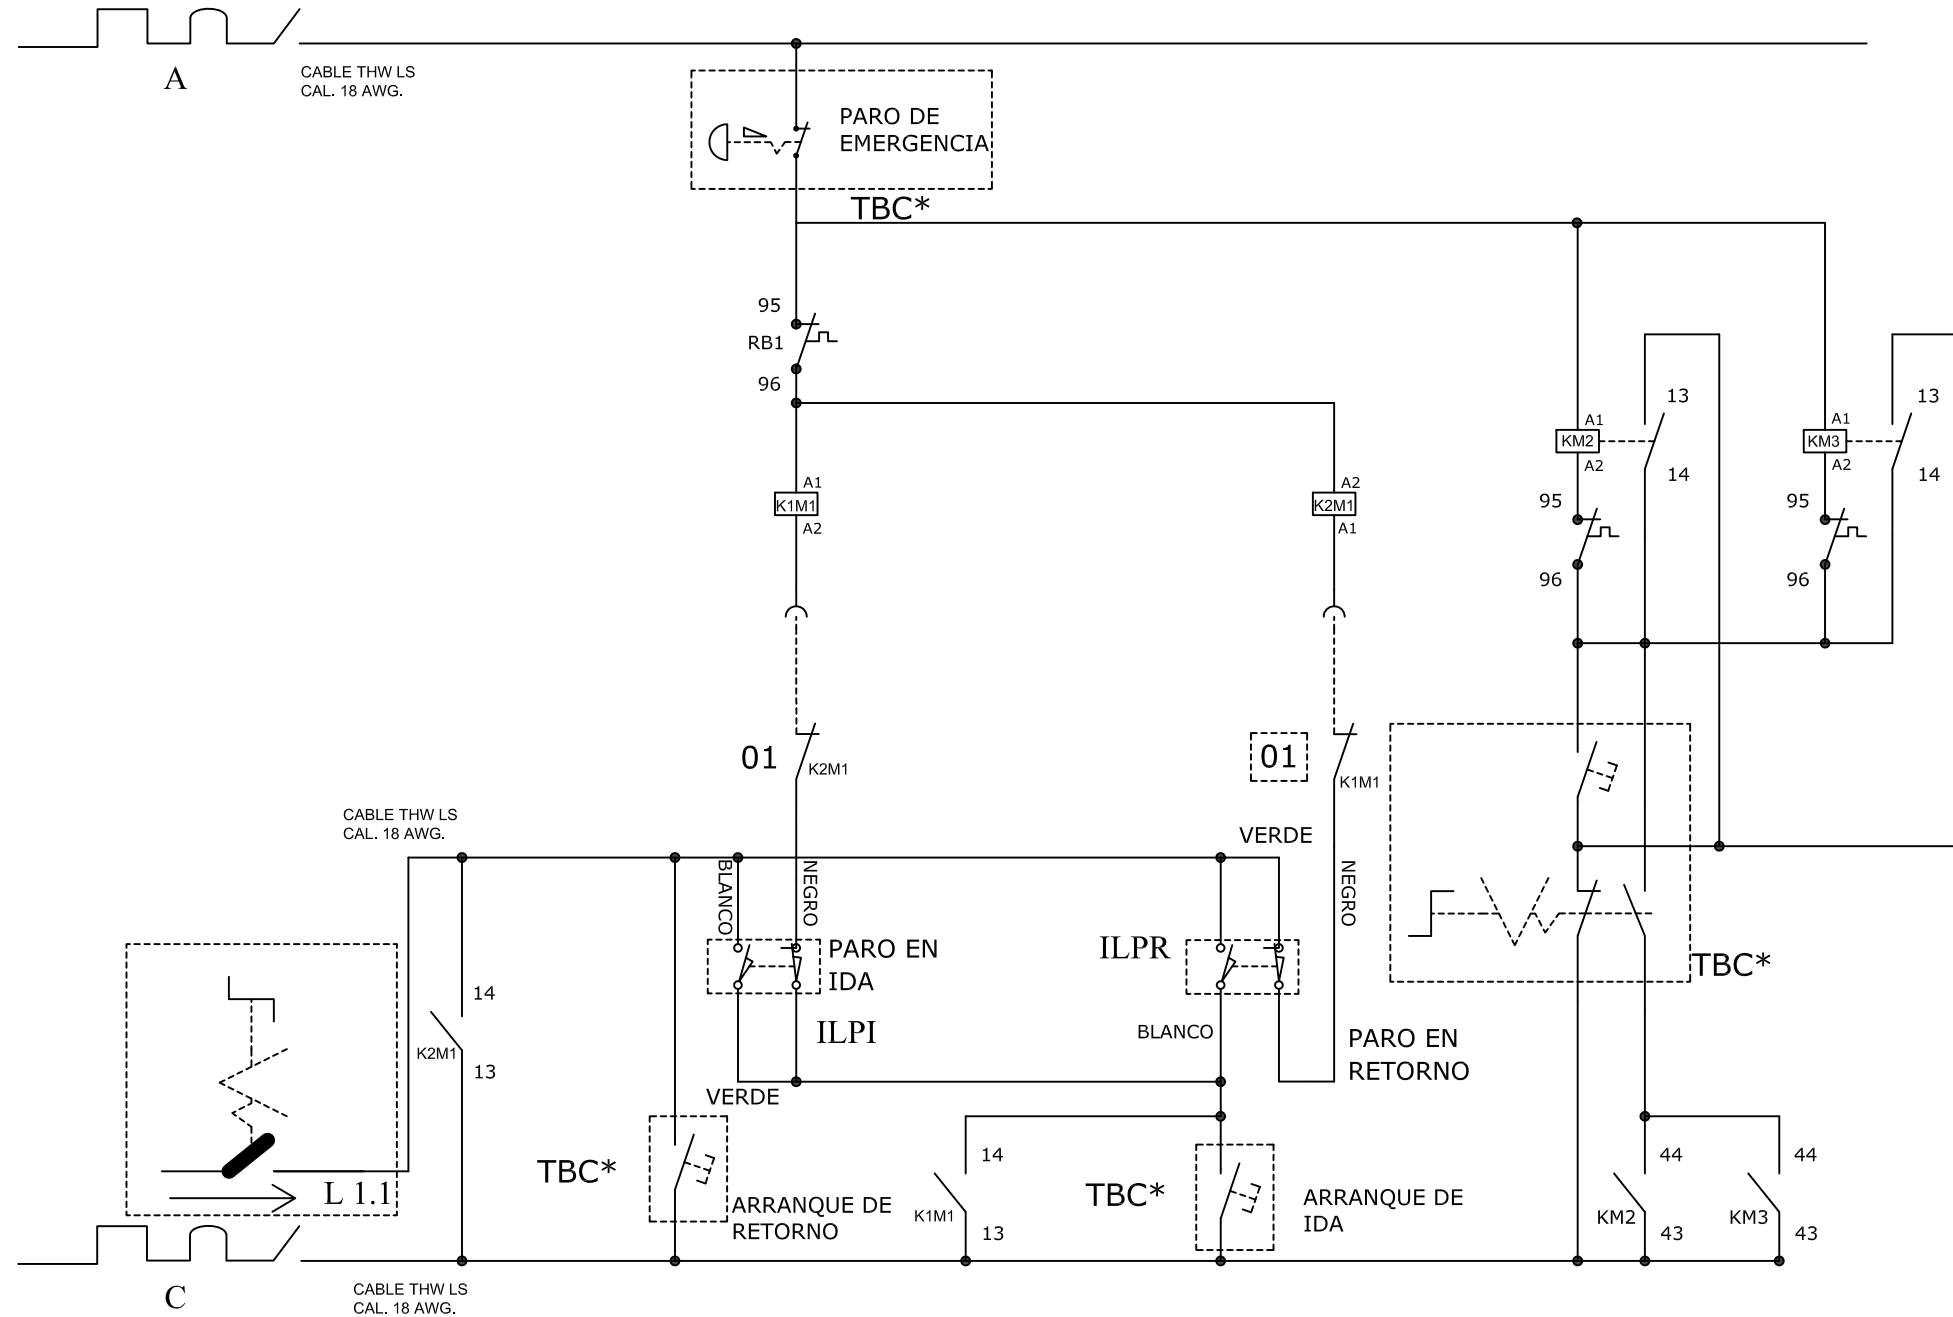 A
CABLE THW LS
CAL. 18 AWG.
PARO DE
EMERGENCIA
TBC*
95
RB1
96
A1
K1M1
A2
A2
K2M1
A1
A1
KM2
A2
13
14
95
96
A1
KM3
A2
13
14
95
96
01
K2M1
01
K1M1
CABLE THW LS
CAL. 18 AWG.
VERDE
BLANCO
NEGRO
NEGRO
PARO EN
IDA
ILPI
ILPR
BLANCO
PARO EN
RETORNO
TBC*
14
K2M1
13
VERDE
L 1.1
TBC*
ARRANQUE DE
RETORNO
14
K1M1
13
TBC*
ARRANQUE DE
IDA
44
KM2
43
44
KM3
43
C
CABLE THW LS
CAL. 18 AWG.